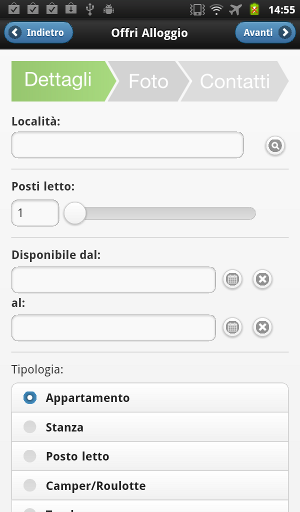 14:55
Indietro
Offri Alloggio
Avanti
Dettagli
Foto
Contatti
Località:
Posti letto:
1
Disponibile dal:
al:
Tipologia:
Appartamento
Stanza
Posto letto
Camper/Roulotte